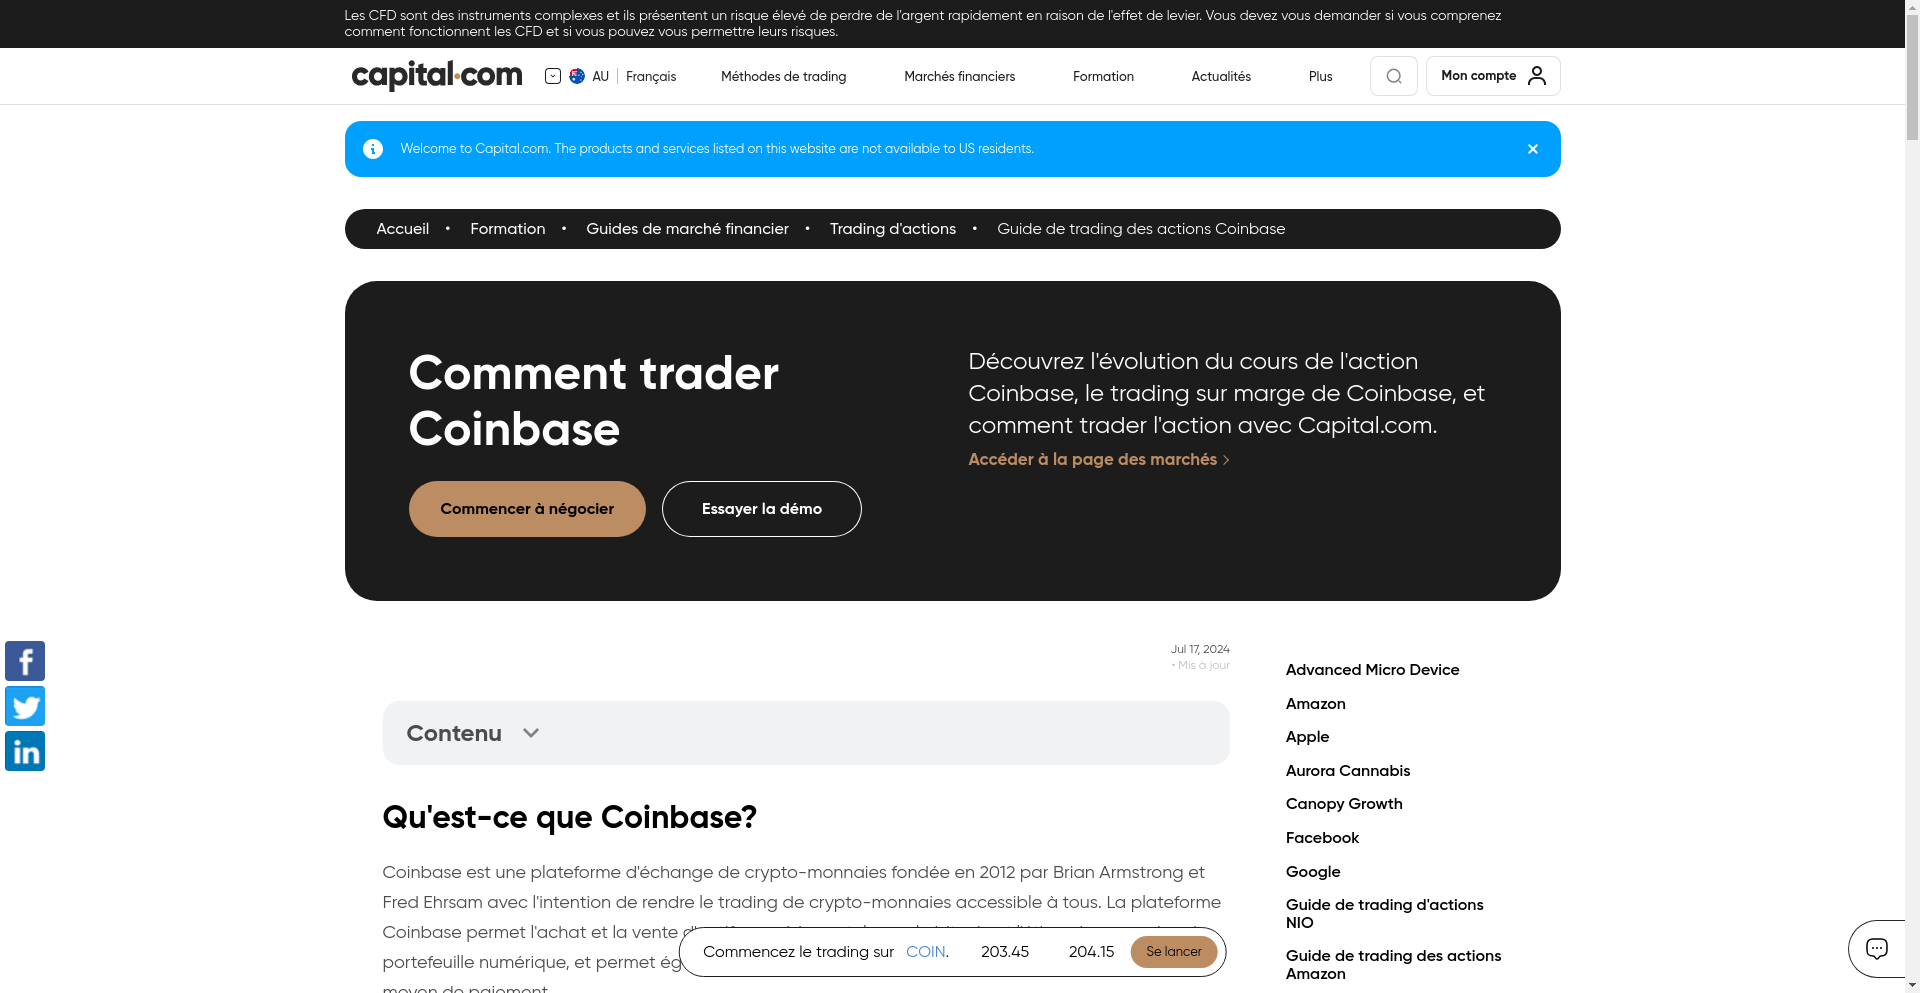 Les CFD sont des instruments complexes et ils présentent un risque élevé de perdre de l'argent rapidement en raison de l'effet de levier. Vous devez vous demander si vous comprenez
comment fonctionnent les CFD et si vous pouvez vous permettre leurs risques.
capital.com
AU
Français
Méthodes de trading
Marchés financiers
Formation
Actualités
Plus
Mon compte
Welcome to Capital.com. The products and services listed on this website are not available to US residents.
Accueil • Formation • Guides de marché financier • Trading d'actions • Guide de trading des actions Coinbase
Comment trader
Coinbase
Commencer à négocier
Essayer la démo
Découvrez l'évolution du cours de l'action
Coinbase, le trading sur marge de Coinbase, et
comment trader l'action avec Capital.com.
Accéder à la page des marchés
Jul 17, 2024
• Mis à jour
Contenu
Qu'est-ce que Coinbase?
Coinbase est une plateforme d'échange de crypto-monnaies fondée en 2012 par Brian Armstrong et
Fred Ehrsam avec l'intention de rendre le trading de crypto-monnaies accessible à tous. La plateforme
Coinbase permet l'achat et la vente
portefeuille numérique, et permet
moyen de paiement.
Commencez le trading sur COIN. 203.45 204.15 Se lancer
Advanced Micro Device
Amazon
Apple
Aurora Cannabis
Canopy Growth
Facebook
Google
Guide de trading d'actions
NIO
Guide de trading des actions
Amazon